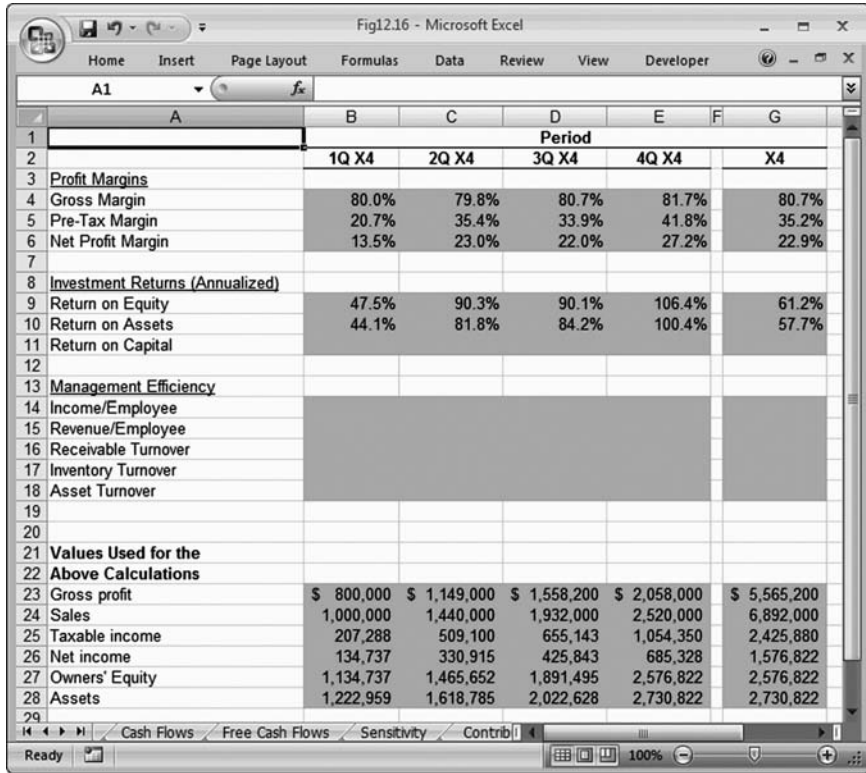 Fig12.16 - Microsoft Excel
Home Insert Page Layout Formulas Data Review View Developer
A1 fx
A B C D E F G
1 Period
2 1Q X4 2Q X4 3Q X4 4Q X4 X4
3 Profit Margins
4 Gross Margin 80.0% 79.8% 80.7% 81.7% 80.7%
5 Pre-Tax Margin 20.7% 35.4% 33.9% 41.8% 35.2%
6 Net Profit Margin 13.5% 23.0% 22.0% 27.2% 22.9%
7
8 Investment Returns (Annualized)
9 Return on Equity 47.5% 90.3% 90.1% 106.4% 61.2%
10 Return on Assets 44.1% 81.8% 84.2% 100.4% 57.7%
11 Return on Capital
12
13 Management Efficiency
14 Income/Employee
15 Revenue/Employee
16 Receivable Turnover
17 Inventory Turnover
18 Asset Turnover
19
20
21 Values Used for the
22 Above Calculations
23 Gross profit $ 800,000 $ 1,149,000 $ 1,558,200 $ 2,058,000 $ 5,565,200
24 Sales 1,000,000 1,440,000 1,932,000 2,520,000 6,892,000
25 Taxable income 207,288 509,100 655,143 1,054,350 2,425,880
26 Net income 134,737 330,915 425,843 685,328 1,576,822
27 Owners' Equity 1,134,737 1,465,652 1,891,495 2,576,822 2,576,822
28 Assets 1,222,959 1,618,785 2,022,628 2,730,822 2,730,822
29
Cash Flows Free Cash Flows Sensitivity Contrib
Ready 100%